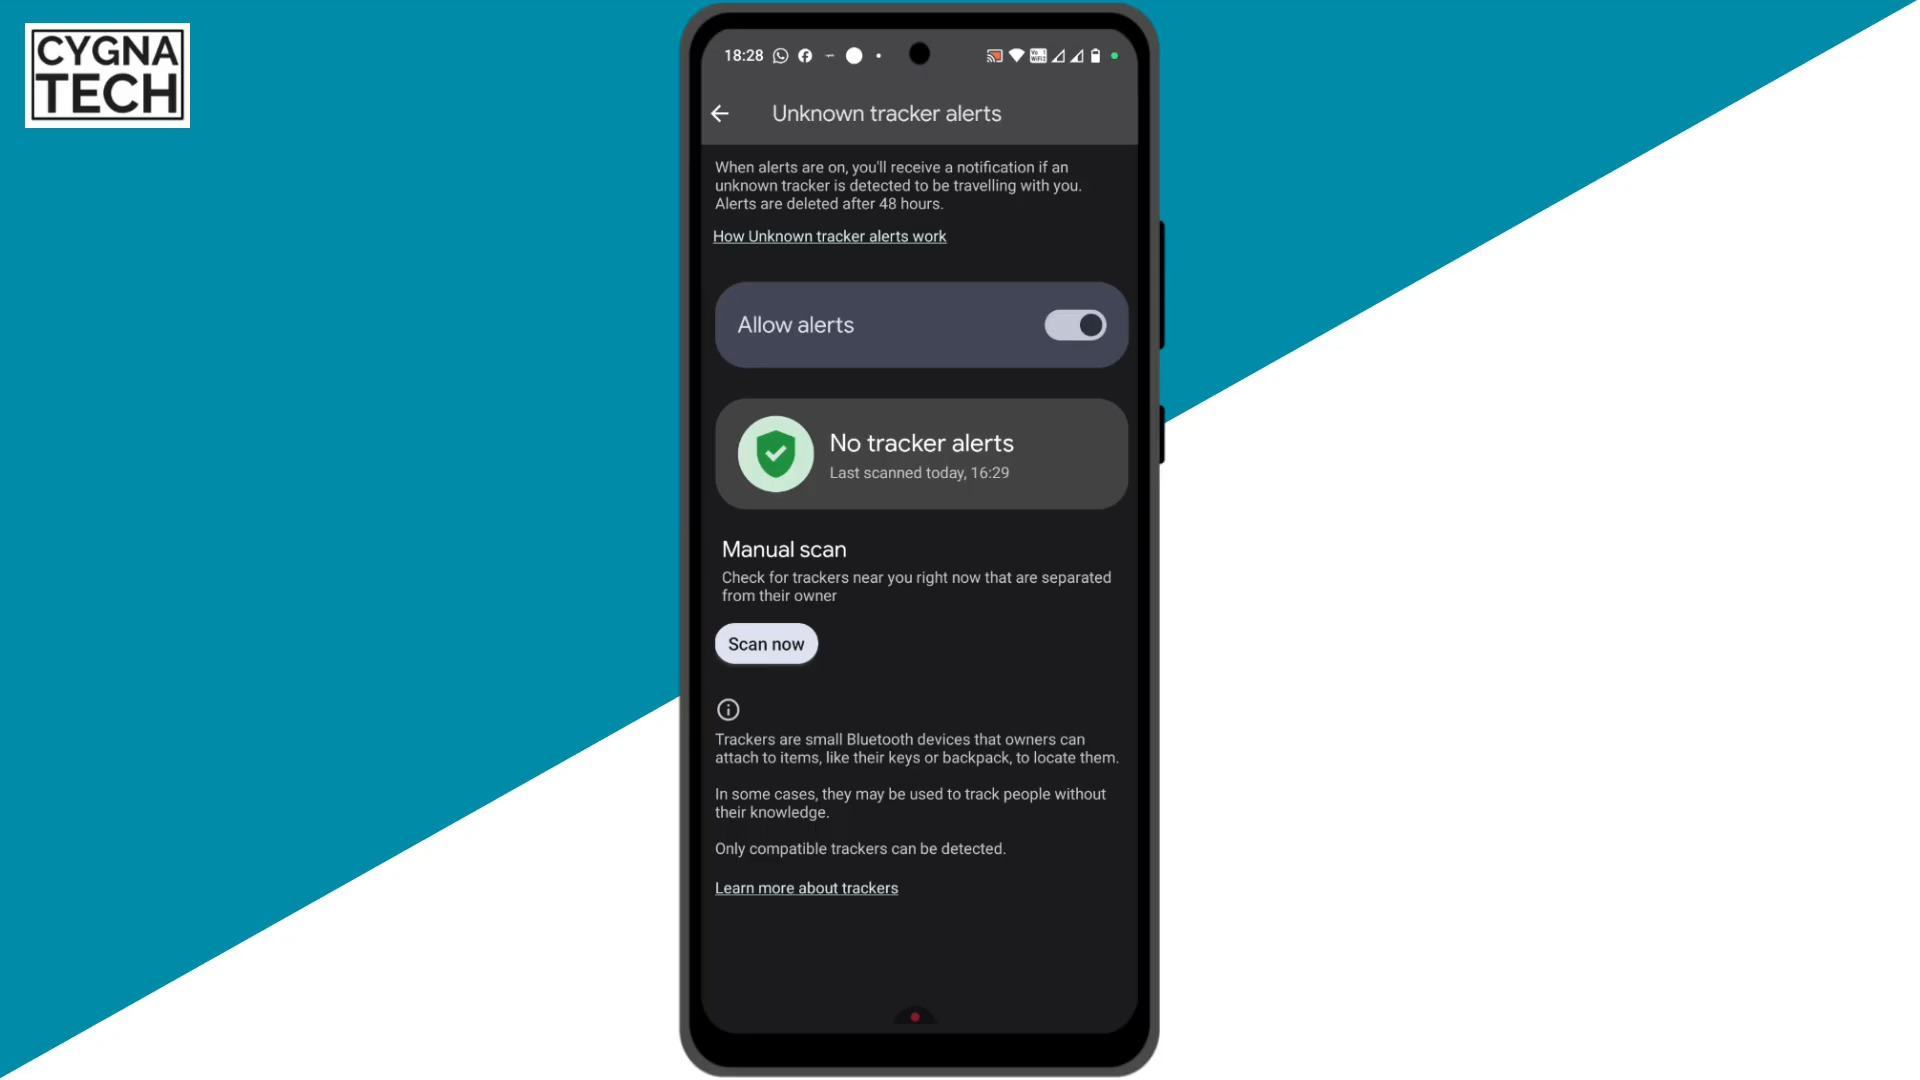 CYGNA
TECH
18:28
Unknown tracker alerts
When alerts are on, you'll receive a notification if an
unknown tracker is detected to be travelling with you.
Alerts are deleted after 48 hours.
How Unknown tracker alerts work
Allow alerts
No tracker alerts
Last scanned today, 16:29
Manual scan
Check for trackers near you right now that are separated
from their owner
Scan now
Trackers are small Bluetooth devices that owners can
attach to items, like their keys or backpack, to locate them.
In some cases, they may be used to track people without
their knowledge.
Only compatible trackers can be detected.
Learn more about trackers